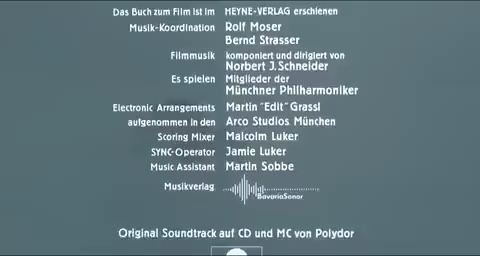 Das Buch zum Film ist im HEYNE-VERLAG erschienen
Musik-Koordination Rolf Moser
Bernd Strasser
Filmmusik komponiert und dirigiert von
Norbert J. Schneider
Es spielen Mitglieder der
Münchner Philharmoniker
Electronic Arrangements Martin "Edit" Grassl
aufgenommen in den Arco Studios, München
Scoring Mixer Malcolm Luker
SYNC-Operator Jamie Luker
Music Assistant Martin Sobbe
Musikverlag BavariaSonor
Original Soundtrack auf CD und MC von Polydor